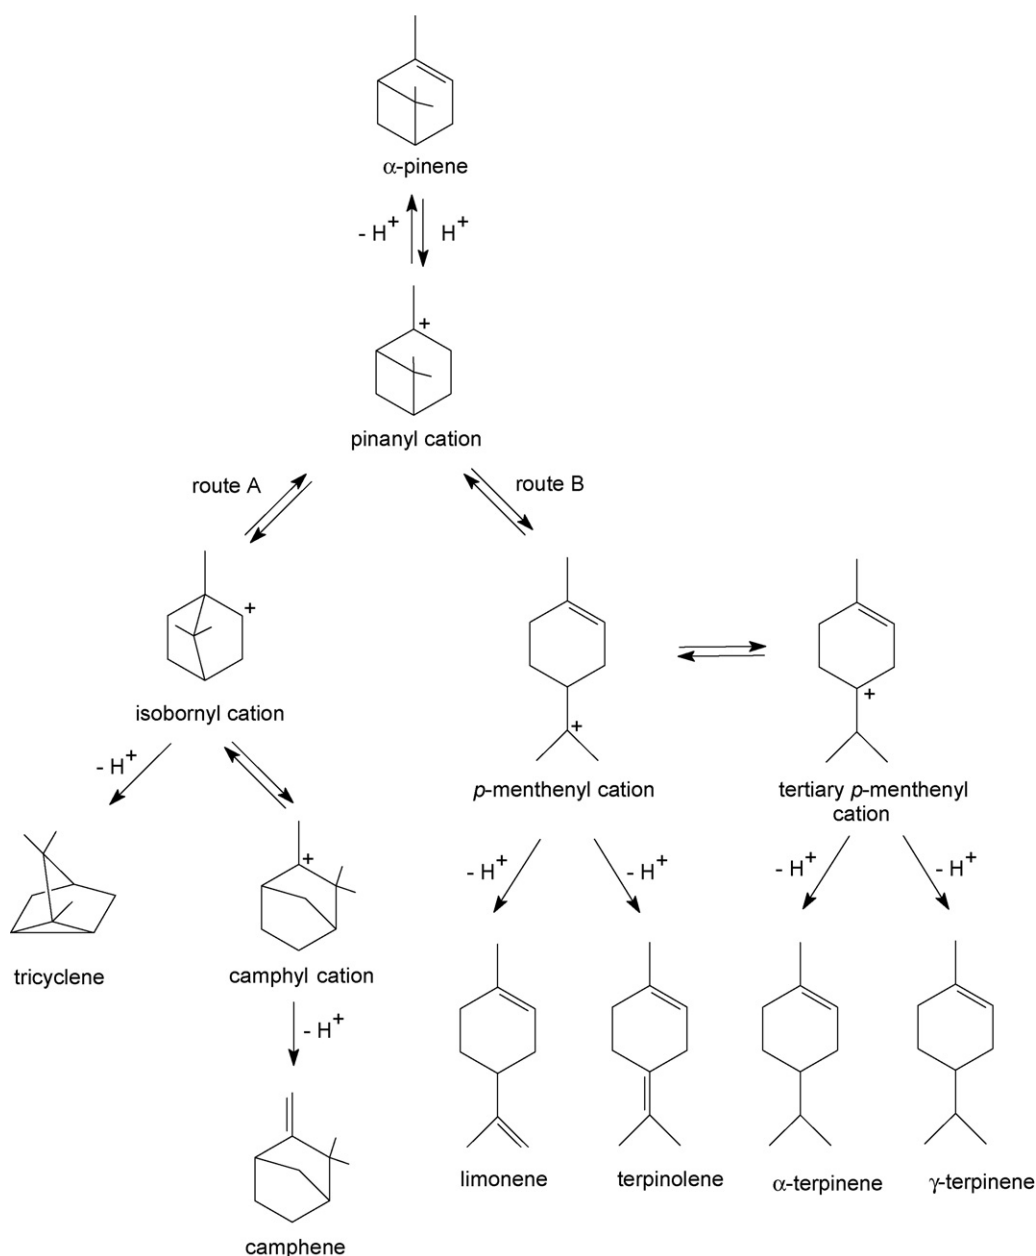 α-pinene
- H+ H+
+
pinanyl cation
route A route B
+
isobornyl cation
+
p-menthenyl cation
+
tertiary p-menthenyl
cation
- H+
+
tricyclene
camphyl cation
- H+ - H+ - H+ - H+
- H+
limonene terpinolene α-terpinene γ-terpinene
camphene